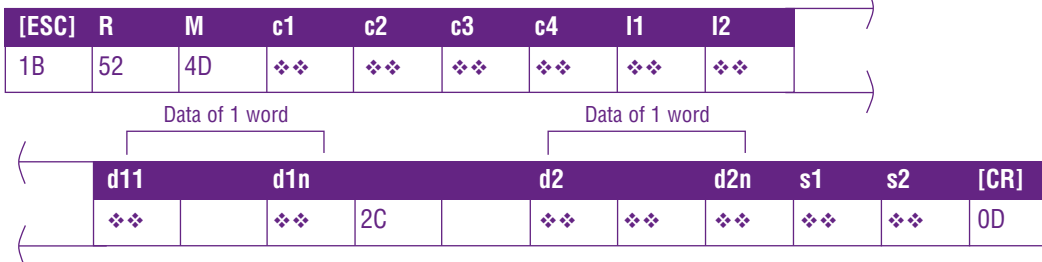 [ESC] R M c1 c2 c3 c4 l1 l2
1B 52 4D ❖❖ ❖❖ ❖❖ ❖❖ ❖❖ ❖❖
Data of 1 word Data of 1 word
d11 d1n d2 d2n s1 s2 [CR]
❖❖ ❖❖ 2C ❖❖ ❖❖ ❖❖ ❖❖ ❖❖ 0D